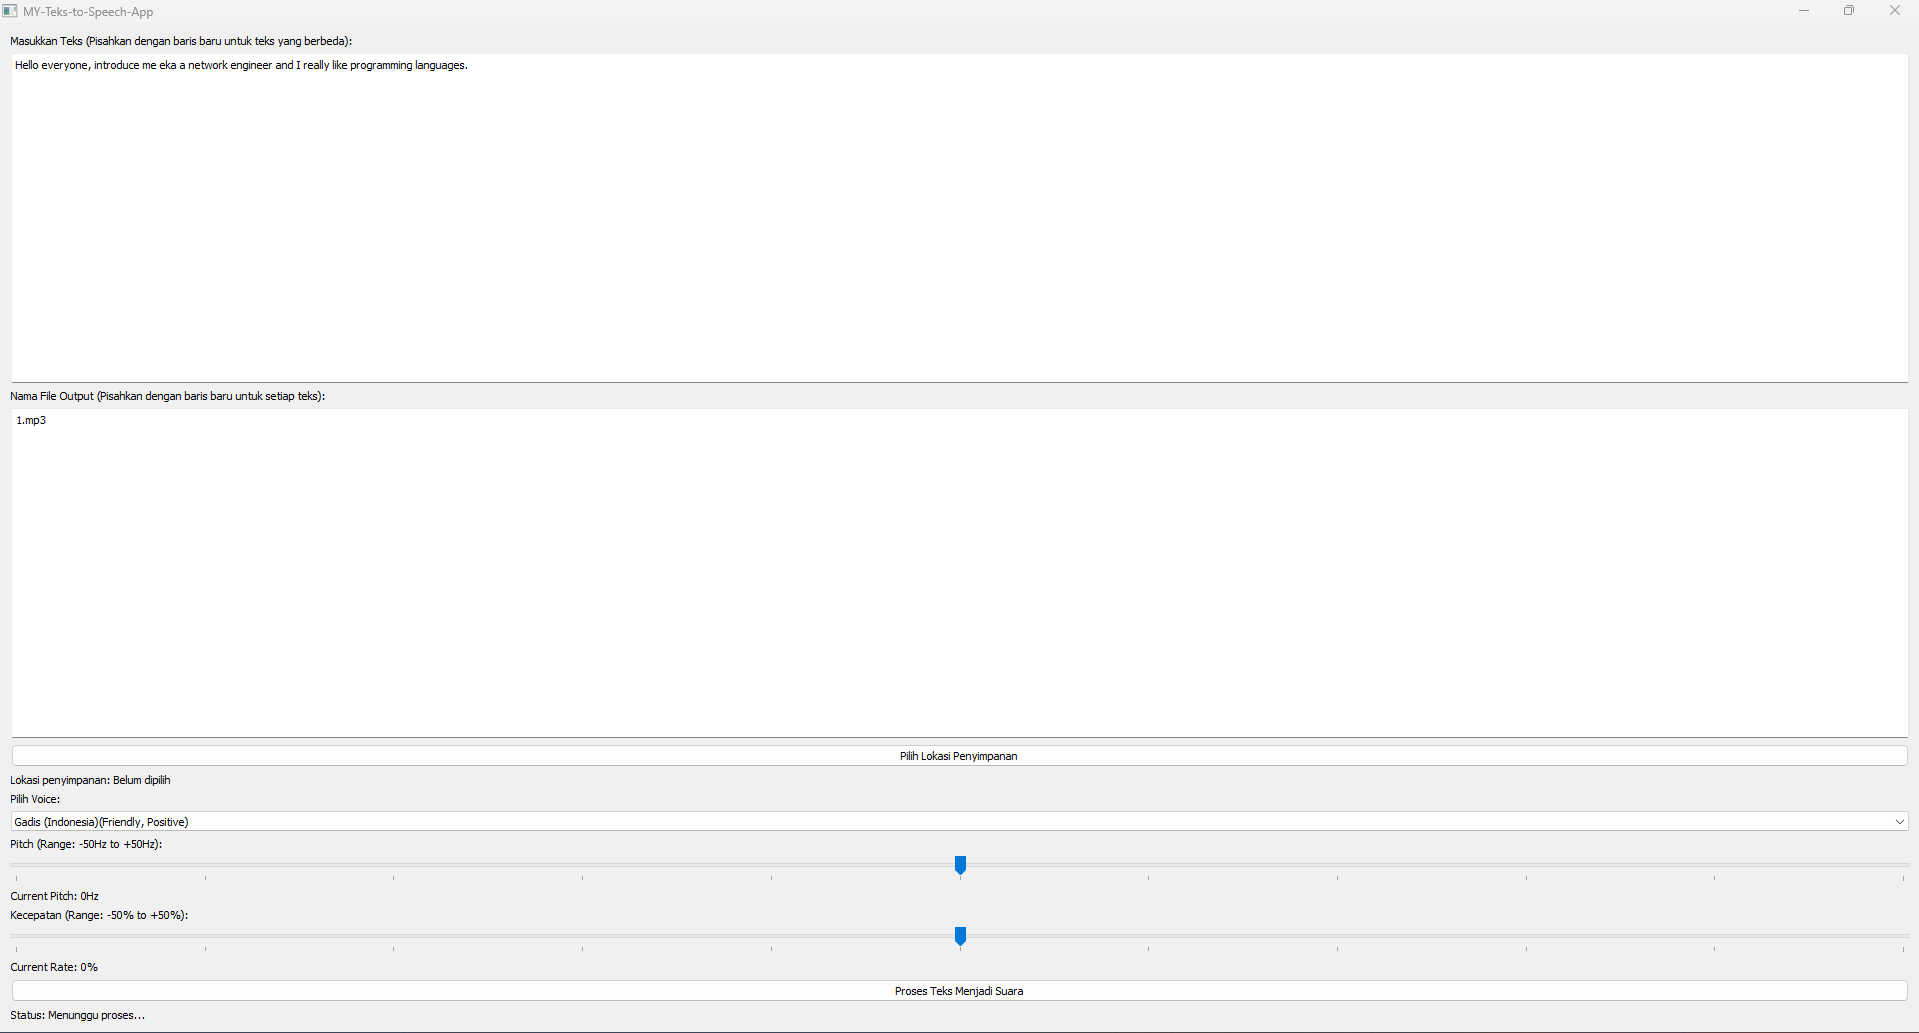 MY-Teks-to-Speech-App
Masukkan Teks (Pisahkan dengan baris baru untuk teks yang berbeda):
Hello everyone, introduce me eka a network engineer and I really like programming languages.
Nama File Output (Pisahkan dengan baris baru untuk setiap teks):
1.mp3
Pilih Lokasi Penyimpanan
Lokasi penyimpanan: Belum dipilih
Pilih Voice:
Gadis (Indonesia)(Friendly, Positive)
Pitch (Range: -50Hz to +50Hz):
Current Pitch: 0Hz
Kecepatan (Range: -50% to +50%):
Current Rate: 0%
Proses Teks Menjadi Suara
Status: Menunggu proses...